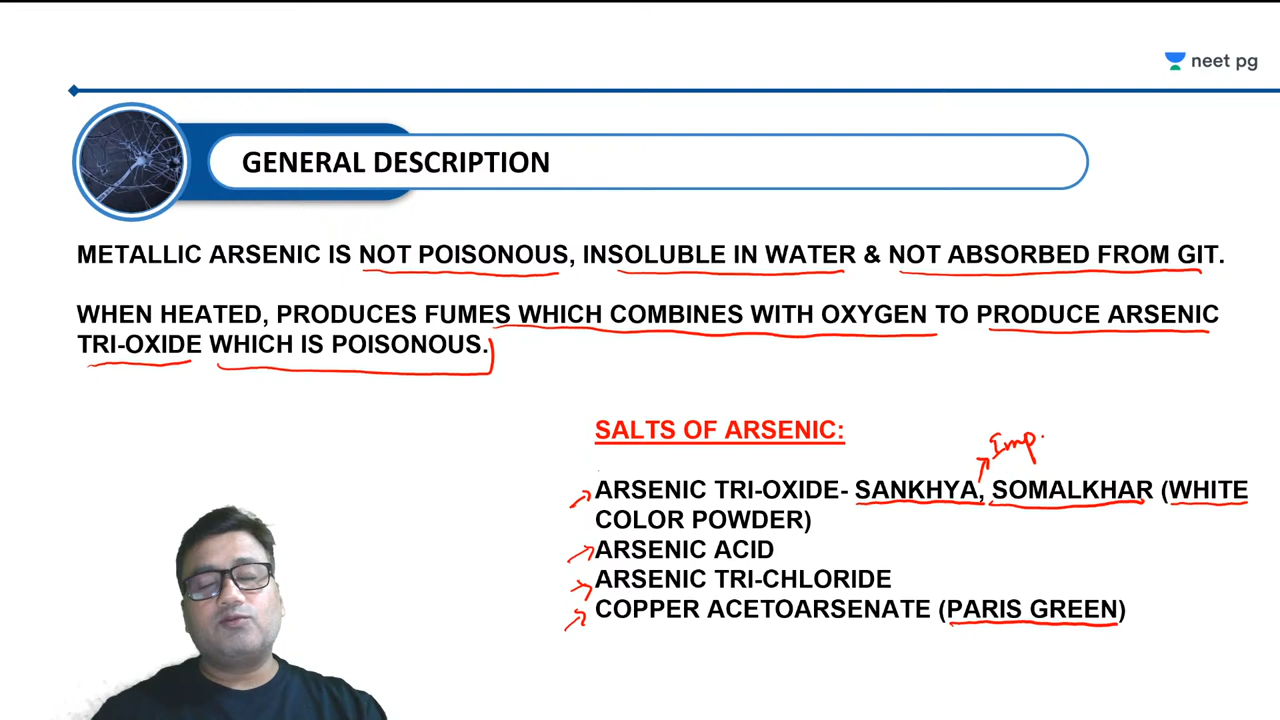 neet pg
GENERAL DESCRIPTION
METALLIC ARSENIC IS NOT POISONOUS, INSOLUBLE IN WATER & NOT ABSORBED FROM GIT.
WHEN HEATED, PRODUCES FUMES WHICH COMBINES WITH OXYGEN TO PRODUCE ARSENIC
TRI-OXIDE WHICH IS POISONOUS.
SALTS OF ARSENIC:
Imp.
ARSENIC TRI-OXIDE- SANKHYA, SOMALKHAR (WHITE
COLOR POWDER)
ARSENIC ACID
ARSENIC TRI-CHLORIDE
COPPER ACETOARSENATE (PARIS GREEN)